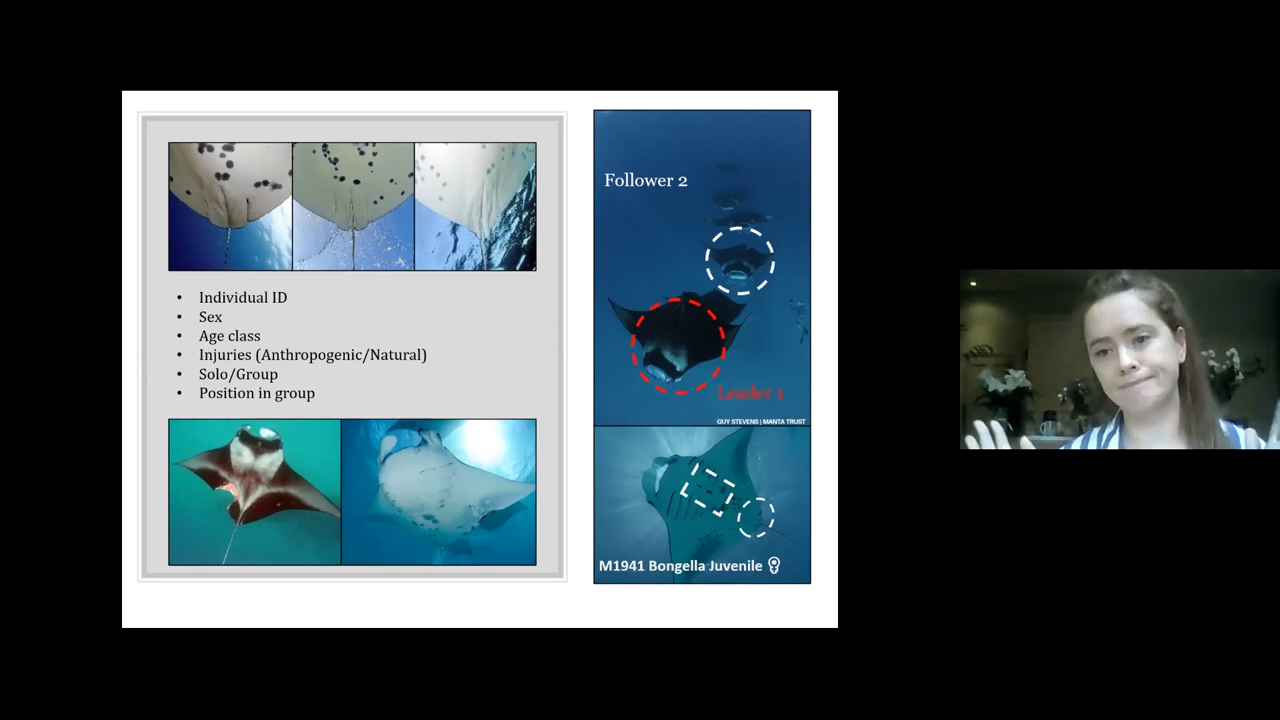 Individual ID
Sex
Age class
Injuries (Anthropogenic/Natural)
Solo/Group
Position in group
Follower 2
Leader 1
GUY STEVENS | MANTA TRUST
M1941 Bongella Juvenile ♀